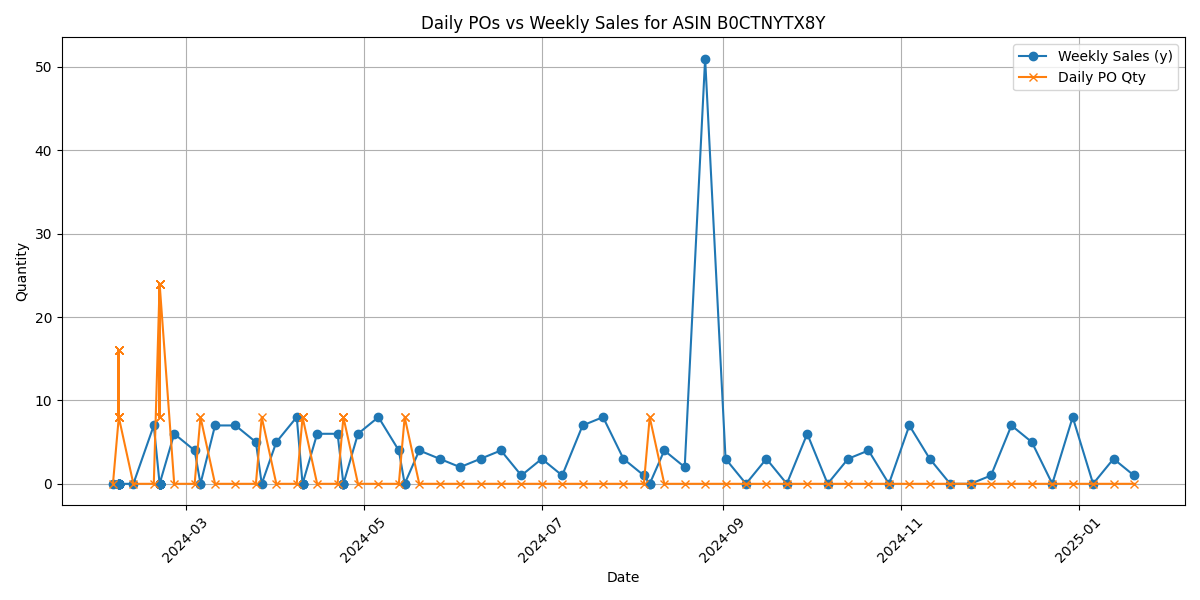 Daily POs vs Weekly Sales for ASIN B0CTNYTX8Y
Weekly Sales (y)
Daily PO Qty
Quantity
50
40
30
20
10
0
2024-03
2024-05
2024-07
2024-09
2024-11
2025-01
Date